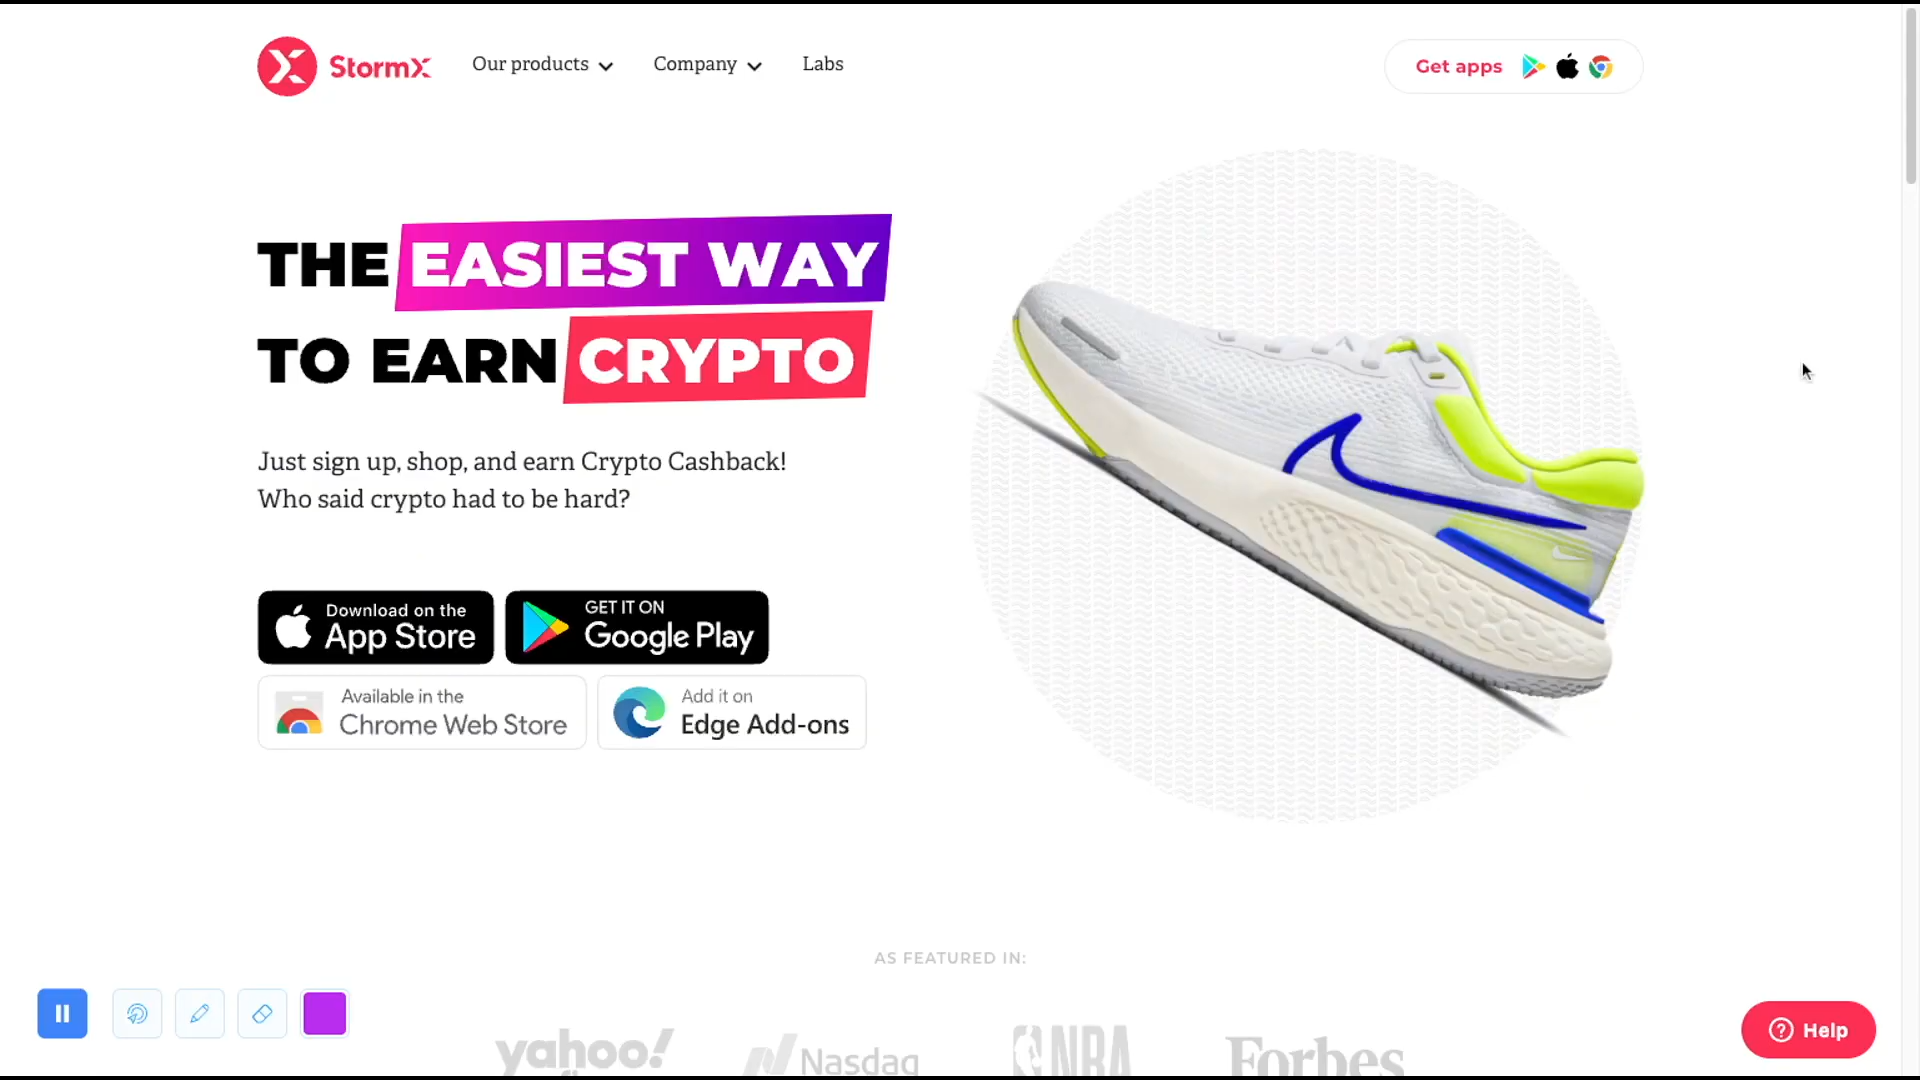 StormX
Our products
Company
Labs
Get apps
THE EASIEST WAY
TO EARN CRYPTO
Just sign up, shop, and earn Crypto Cashback!
Who said crypto had to be hard?
Download on the
App Store
GET IT ON
Google Play
Available in the
Chrome Web Store
Add it on
Edge Add-ons
AS FEATURED IN:
yahoo!
Nasdaq
NBA
Forbes
Help